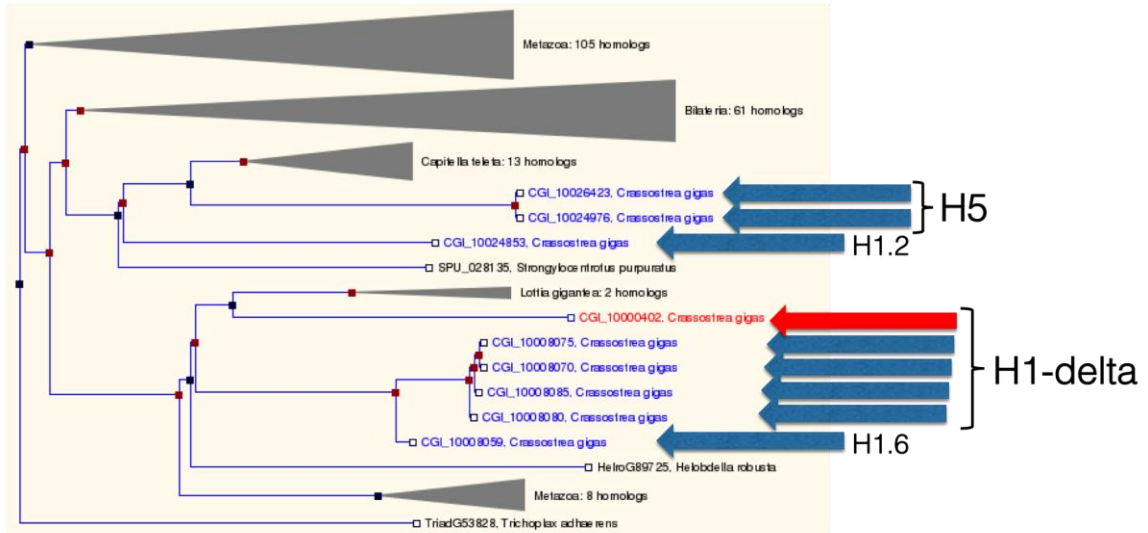 Metazoa: 105 homologs
Bilateria: 61 homologs
Capitella teleta: 13 homologs
CGI_10026423, Crassostrea gigas
CGI_10024976, Crassostrea gigas
H5
CGI_10024853, Crassostrea gigas
H1.2
SPU_028135, Strongylocentrotus purpuratus
Lottia gigantea: 2 homologs
CGI_10000402, Crassostrea gigas
CGI_10008075, Crassostrea gigas
CGI_10008070, Crassostrea gigas
H1-delta
CGI_10008085, Crassostrea gigas
CGI_10008080, Crassostrea gigas
CGI_10008059, Crassostrea gigas
H1.6
HelroG89725, Helobdella robusta
Metazoa: 8 homologs
TriadG53828, Trichoplax adhaerens